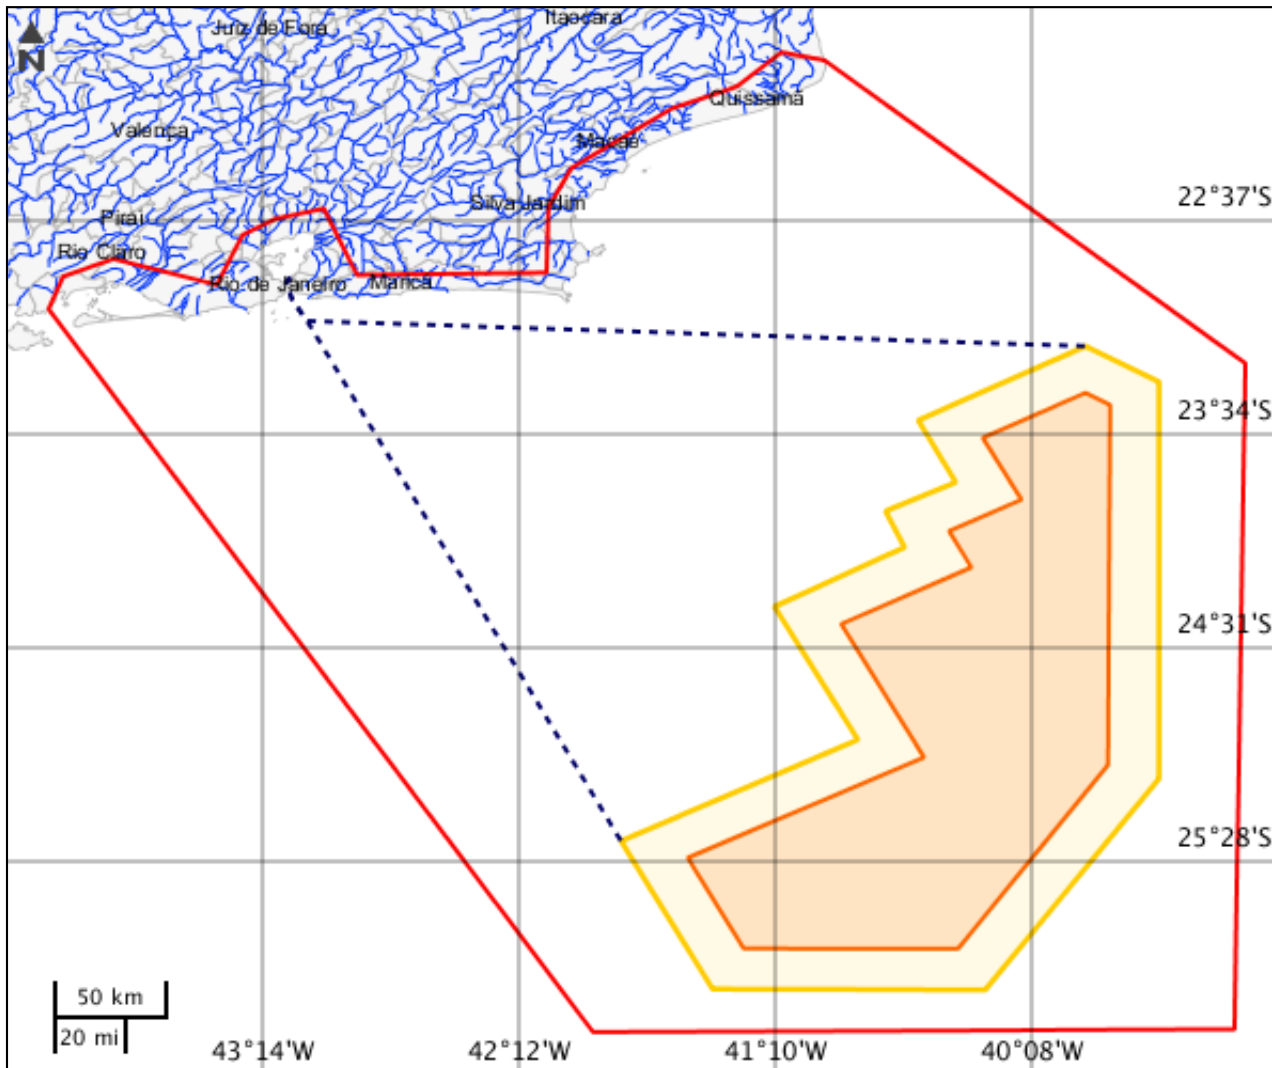 Itaocara
Juiz de Fora
N
Quissamã
Valença
Macaé
22°37'S
Silva Jardim
Piraí
Rio Claro
Rio de Janeiro
Maricá
23°34'S
24°31'S
25°28'S
50 km
20 mi
43°14'W
42°12'W
41°10'W
40°08'W